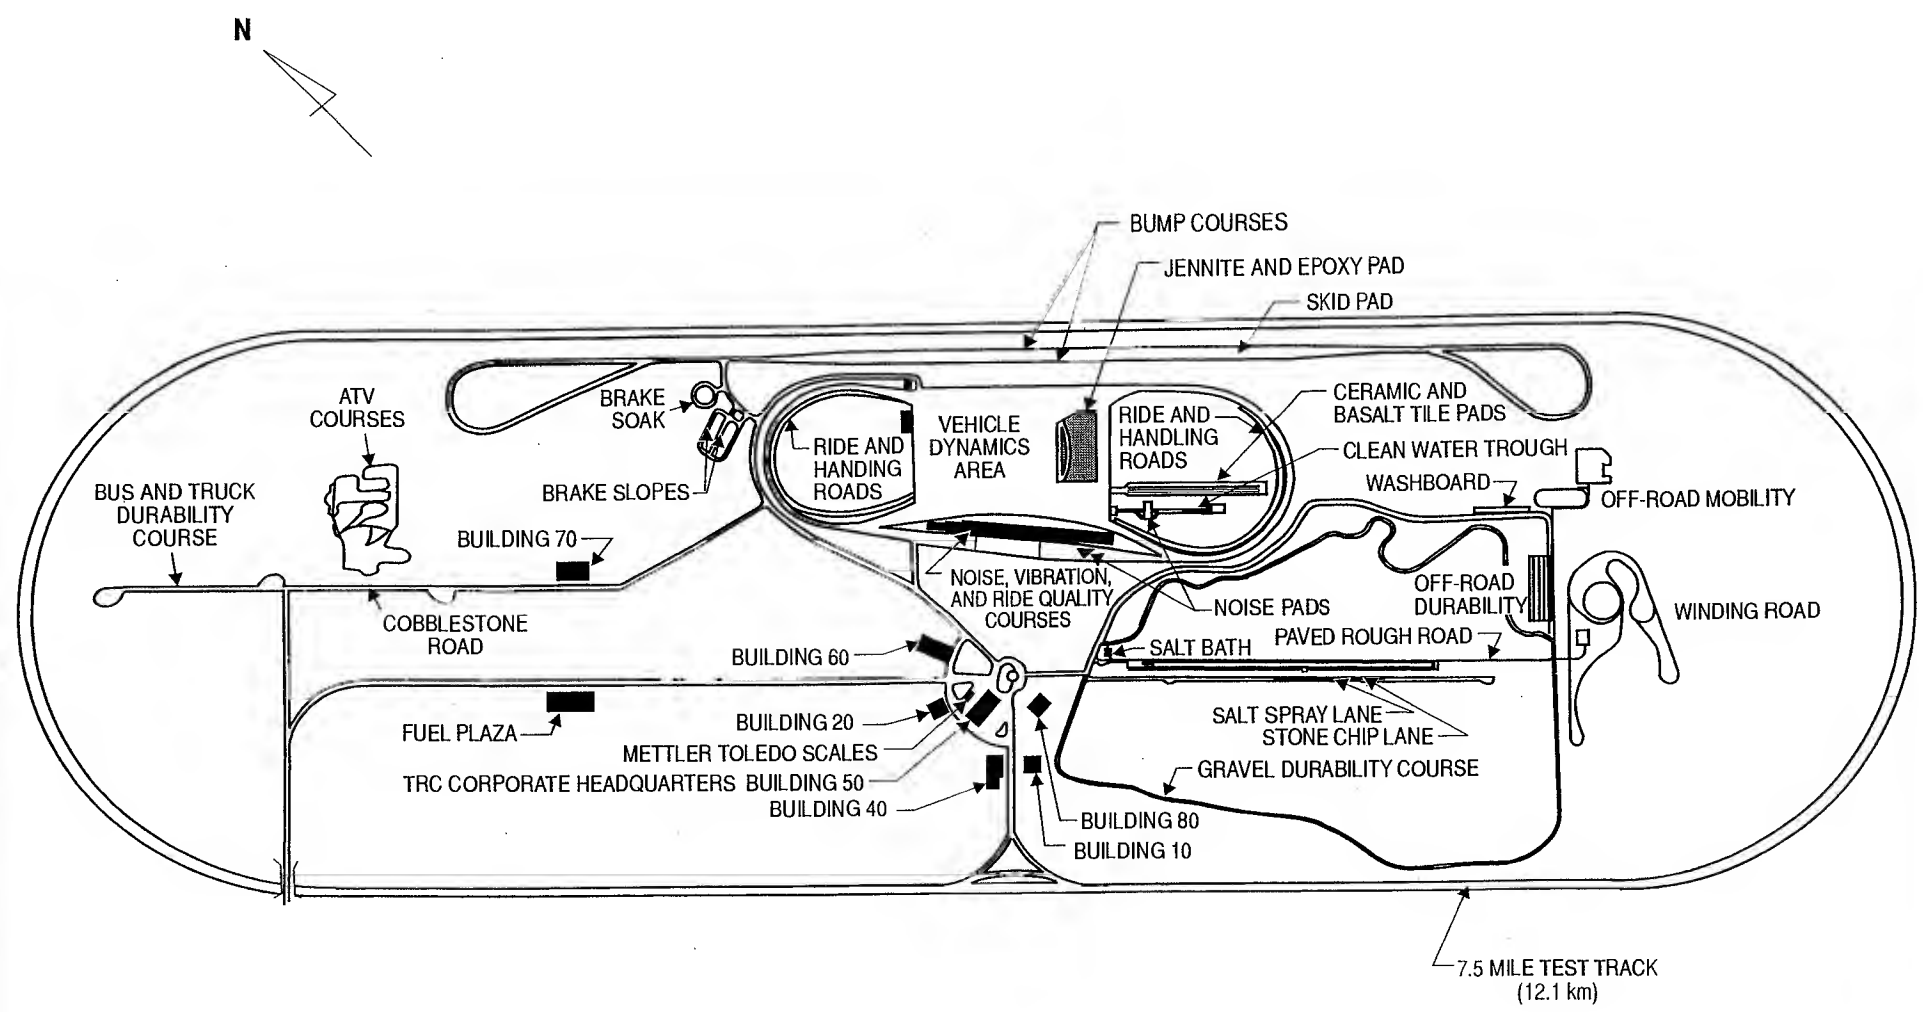 N
BUMP COURSES
JENNITE AND EPOXY PAD
SKID PAD
ATV
COURSES
BRAKE
SOAK
VEHICLE
DYNAMICS
AREA
RIDE AND
HANDLING
ROADS
CERAMIC AND
BASALT TILE PADS
RIDE AND
HANDING
ROADS
CLEAN WATER TROUGH
WASHBOARD
BUS AND TRUCK
DURABILITY
COURSE
BRAKE SLOPES
OFF-ROAD MOBILITY
BUILDING 70
NOISE, VIBRATION,
AND RIDE QUALITY
COURSES
OFF-ROAD
DURABILITY
NOISE PADS
WINDING ROAD
COBBLESTONE
ROAD
PAVED ROUGH ROAD
SALT BATH
BUILDING 60
FUEL PLAZA
BUILDING 20
SALT SPRAY LANE
STONE CHIP LANE
METTLER TOLEDO SCALES
TRC CORPORATE HEADQUARTERS BUILDING 50
GRAVEL DURABILITY COURSE
BUILDING 40
BUILDING 80
BUILDING 10
7.5 MILE TEST TRACK
(12.1 km)